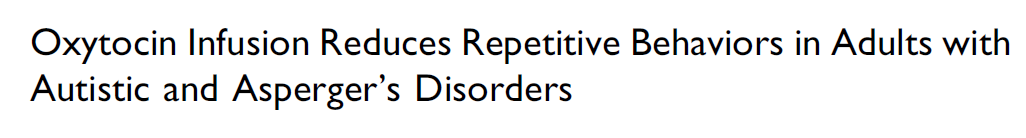 Oxytocin Infusion Reduces Repetitive Behaviors in Adults with
Autistic and Asperger’s Disorders